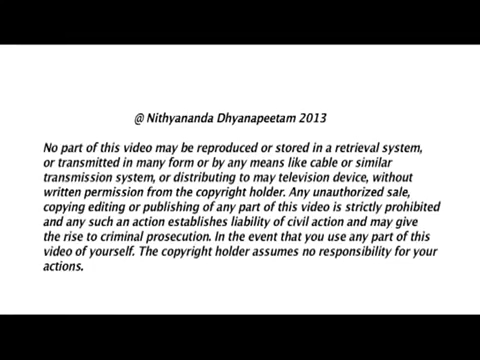 @ Nithyananda Dhyanapeetam 2013
No part of this video may be reproduced or stored in a retrieval system,
or transmitted in many form or by any means like cable or similar
transmission system, or distributing to may television device, without
written permission from the copyright holder. Any unauthorized sale,
copying editing or publishing of any part of this video is strictly prohibited
and any such an action establishes liability of civil action and may give
the rise to criminal prosecution. In the event that you use any part of this
video of yourself. The copyright holder assumes no responsibility for your
actions.